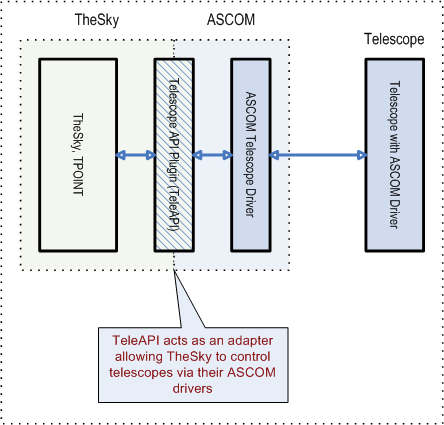 TheSky
ASCOM
Telescope
TheSky, TPOINT
Telescope API Plugin (TeleAPI)
ASCOM Telescope Driver
Telescope with ASCOM
Driver
TeleAPI acts as an adapter
allowing TheSky to control
telescopes via their ASCOM
drivers